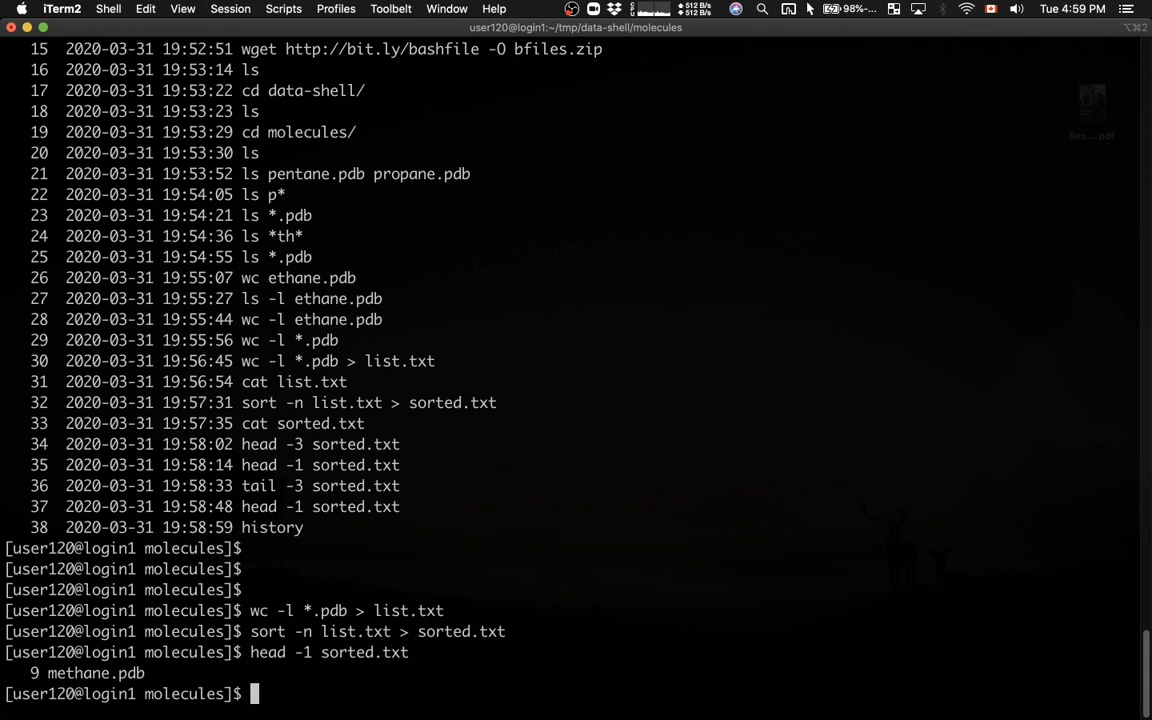 iTerm2 Shell Edit View Session Scripts Profiles Toolbelt Window Help 512 B/s 512 B/s 98%-... Tue 4:59 PM
user120@login1:~/tmp/data-shell/molecules ⌥⌘2
15 2020-03-31 19:52:51 wget http://bit.ly/bashfile -O bfiles.zip
16 2020-03-31 19:53:14 ls
17 2020-03-31 19:53:22 cd data-shell/
18 2020-03-31 19:53:23 ls
19 2020-03-31 19:53:29 cd molecules/
20 2020-03-31 19:53:30 ls
21 2020-03-31 19:53:52 ls pentane.pdb propane.pdb
22 2020-03-31 19:54:05 ls p*
23 2020-03-31 19:54:21 ls *.pdb
24 2020-03-31 19:54:36 ls *th*
25 2020-03-31 19:54:55 ls *.pdb
26 2020-03-31 19:55:07 wc ethane.pdb
27 2020-03-31 19:55:27 ls -l ethane.pdb
28 2020-03-31 19:55:44 wc -l ethane.pdb
29 2020-03-31 19:55:56 wc -l *.pdb
30 2020-03-31 19:56:45 wc -l *.pdb > list.txt
31 2020-03-31 19:56:54 cat list.txt
32 2020-03-31 19:57:31 sort -n list.txt > sorted.txt
33 2020-03-31 19:57:35 cat sorted.txt
34 2020-03-31 19:58:02 head -3 sorted.txt
35 2020-03-31 19:58:14 head -1 sorted.txt
36 2020-03-31 19:58:33 tail -3 sorted.txt
37 2020-03-31 19:58:48 head -1 sorted.txt
38 2020-03-31 19:58:59 history
[user120@login1 molecules]$
[user120@login1 molecules]$
[user120@login1 molecules]$
[user120@login1 molecules]$ wc -l *.pdb > list.txt
[user120@login1 molecules]$ sort -n list.txt > sorted.txt
[user120@login1 molecules]$ head -1 sorted.txt
9 methane.pdb
[user120@login1 molecules]$
Res....pdf